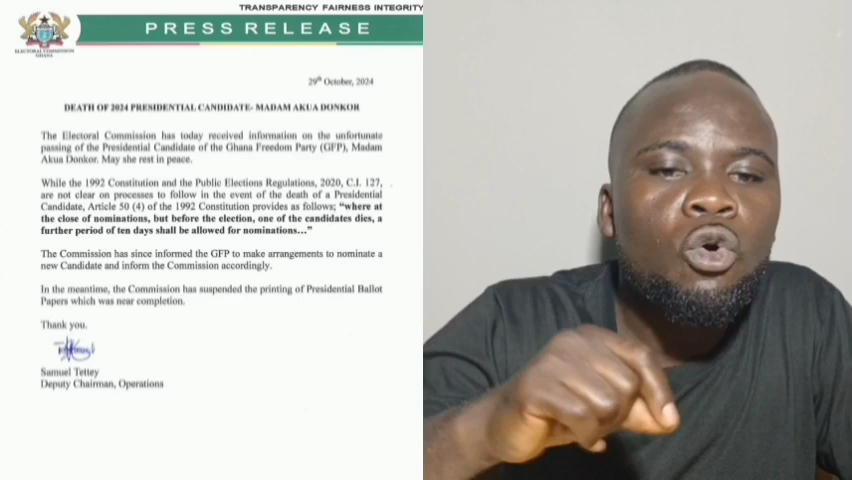 TRANSPARENCY FAIRNESS INTEGRITY
PRESS RELEASE
ELECTORAL COMMISSION
GHANA
29th October, 2024
DEATH OF 2024 PRESIDENTIAL CANDIDATE- MADAM AKUA DONKOR
The Electoral Commission has today received information on the unfortunate
passing of the Presidential Candidate of the Ghana Freedom Party (GFP), Madam
Akua Donkor. May she rest in peace.
While the 1992 Constitution and the Public Elections Regulations, 2020, C.I. 127,
are not clear on processes to follow in the event of the death of a Presidential
Candidate, Article 50 (4) of the 1992 Constitution provides as follows; “where at
the close of nominations, but before the election, one of the candidates dies, a
further period of ten days shall be allowed for nominations...”
The Commission has since informed the GFP to make arrangements to nominate a
new Candidate and inform the Commission accordingly.
In the meantime, the Commission has suspended the printing of Presidential Ballot
Papers which was near completion.
Thank you.
Samuel Tettey
Deputy Chairman, Operations